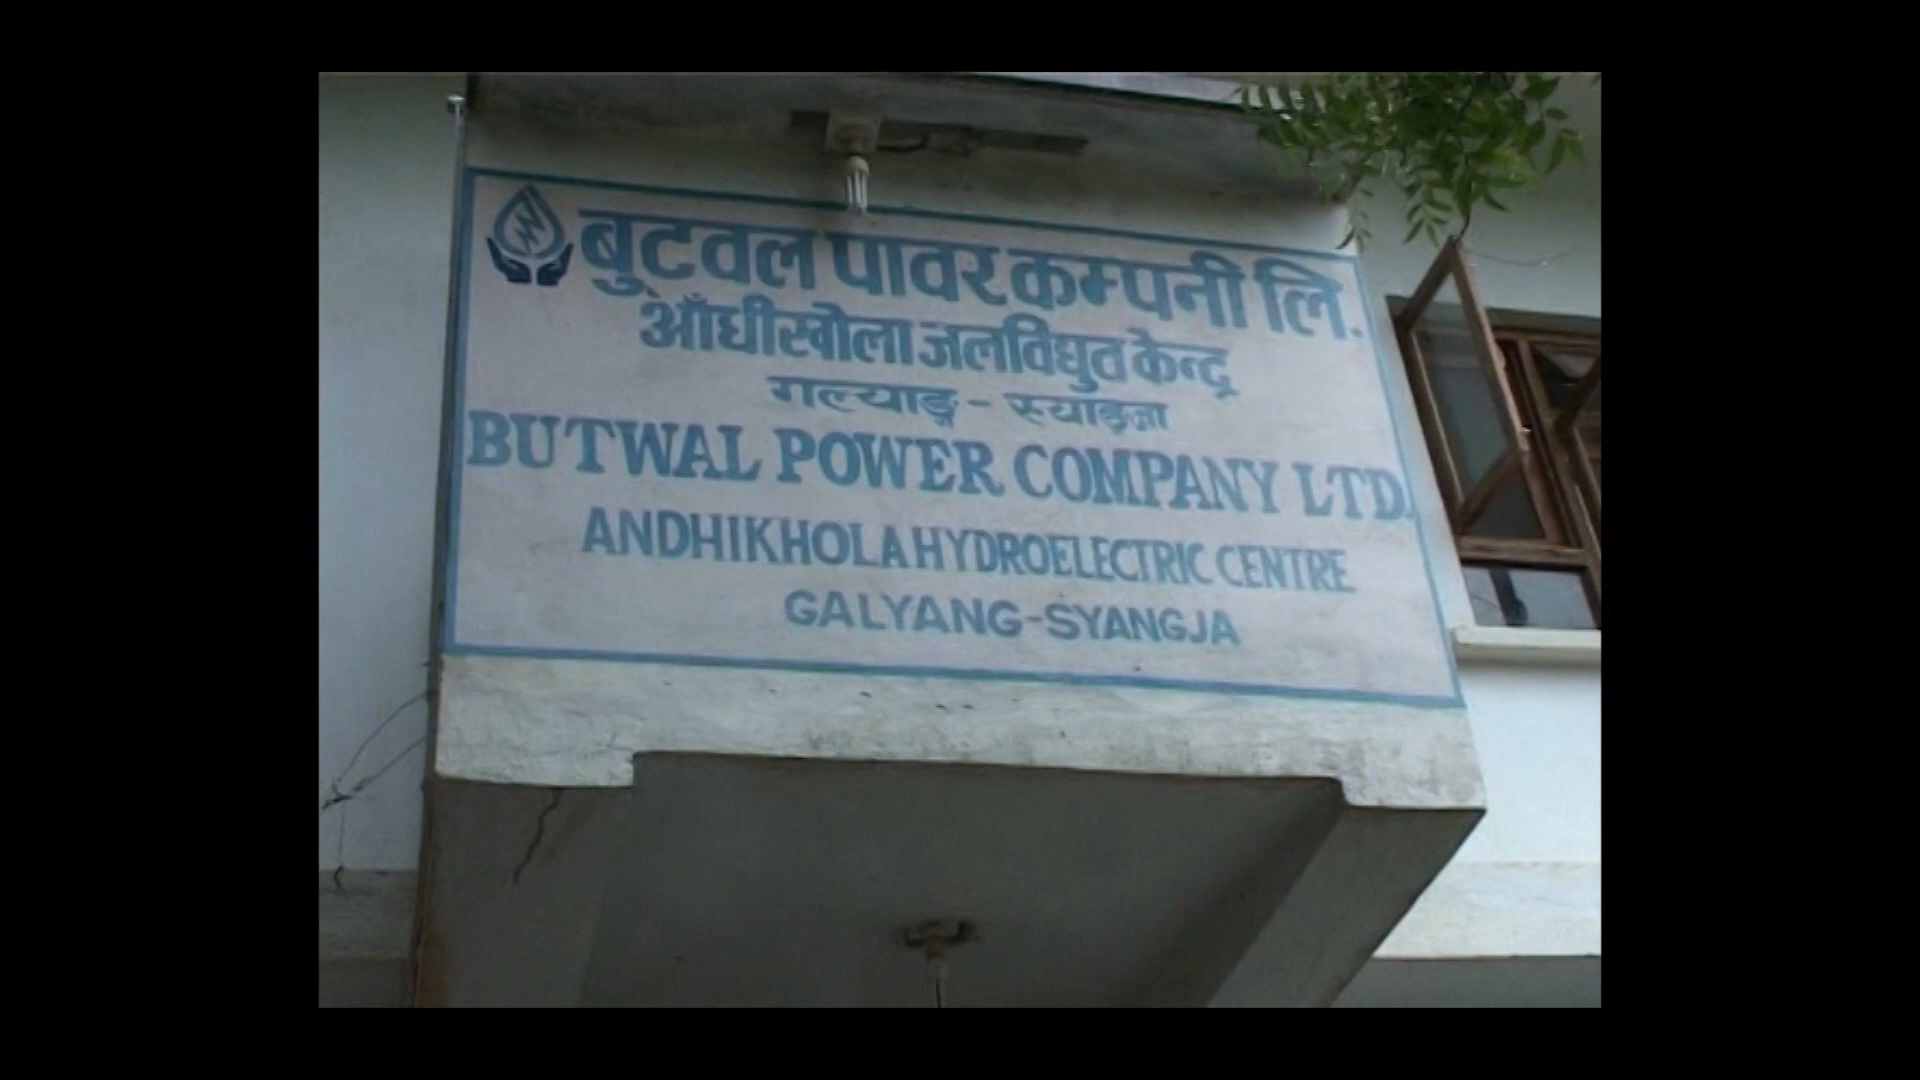 बुटवल पावर कम्पनी लि.
आँधीखोला जलविद्युत केन्द्र
गल्याङ्ग - स्याङ्जा
BUTWAL POWER COMPANY LTD.
ANDHIKHOLA HYDROELECTRIC CENTRE
GALYANG-SYANGJA